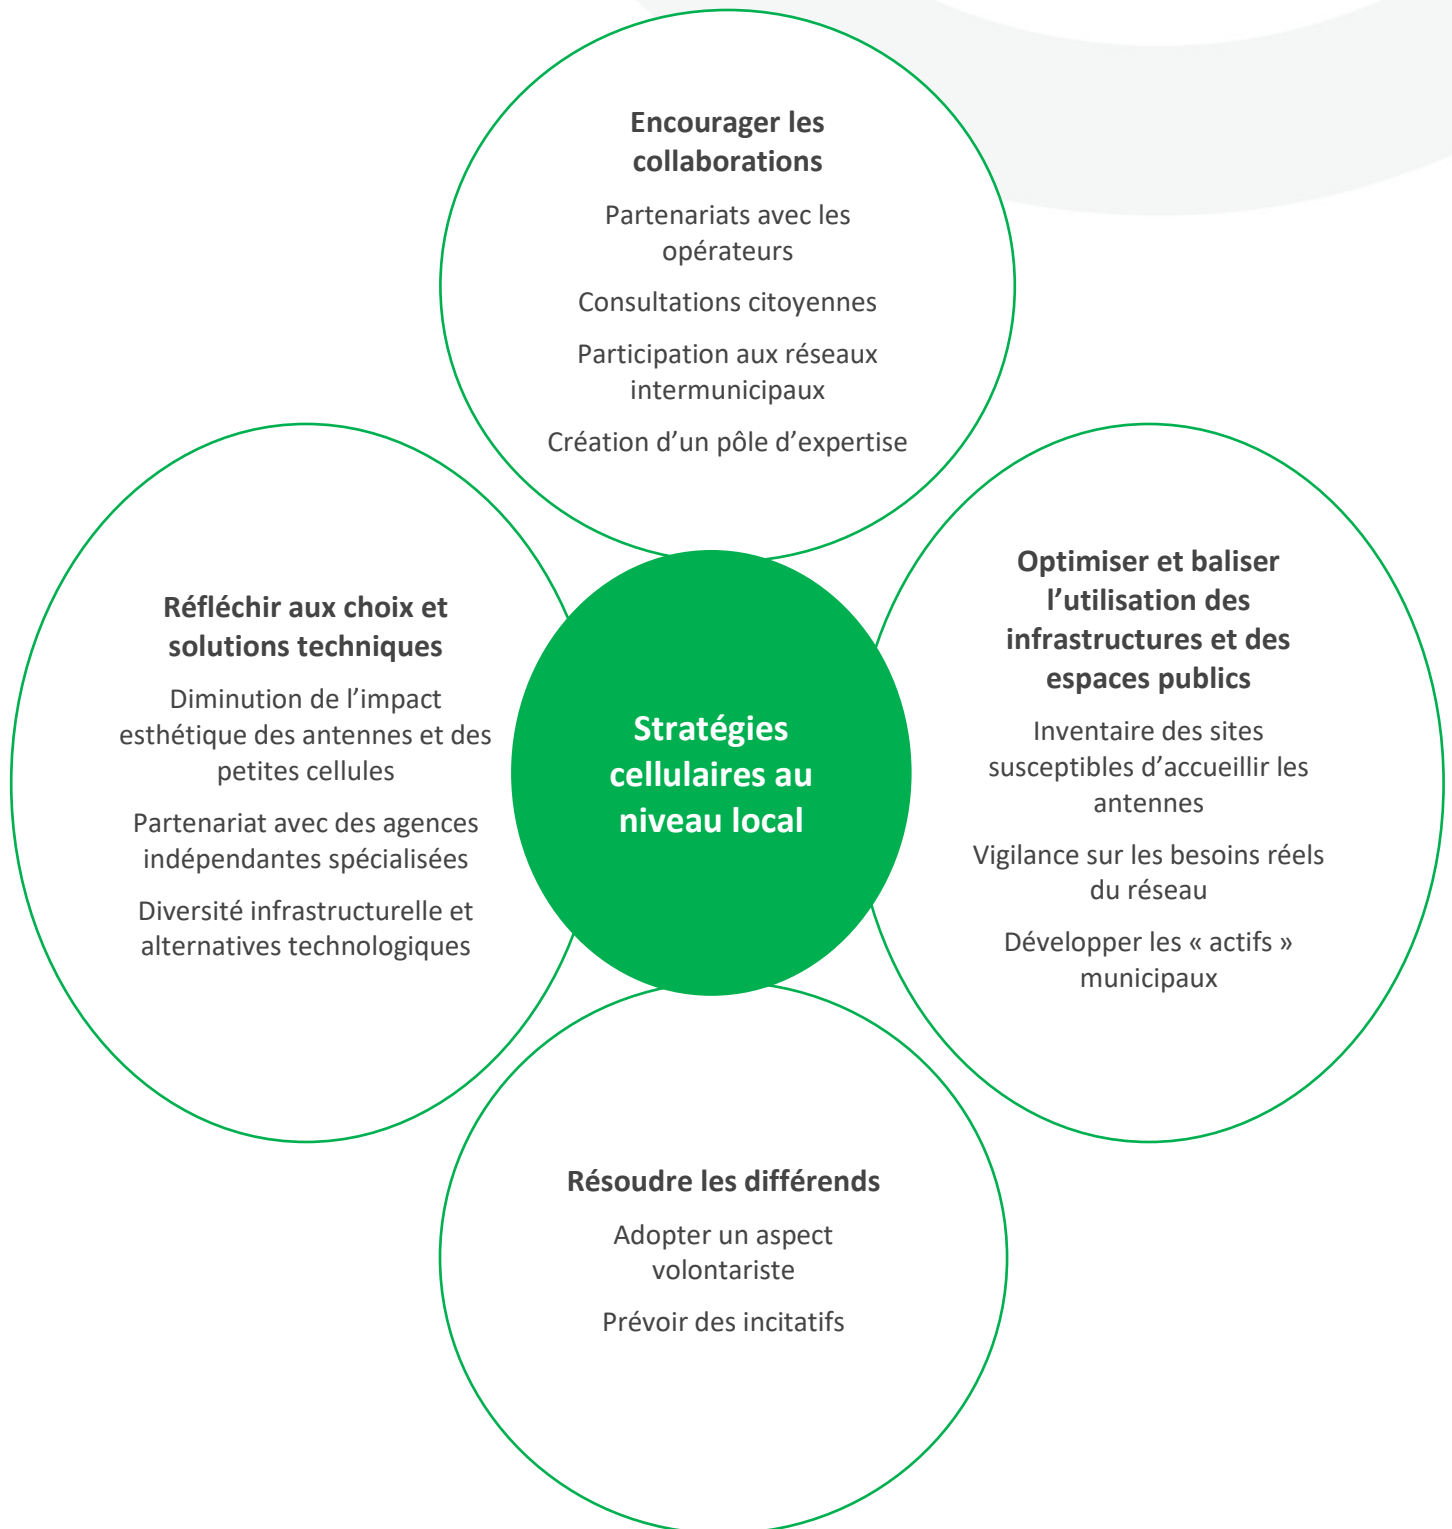 Encourager les
collaborations
Partenariats avec les
opérateurs
Consultations citoyennes
Participation aux réseaux
intermunicipaux
Création d’un pôle d’expertise
Réfléchir aux choix et
solutions techniques
Diminution de l’impact
esthétique des antennes et des
petites cellules
Partenariat avec des agences
indépendantes spécialisées
Diversité infrastructurelle et
alternatives technologiques
Stratégies
cellulaires au
niveau local
Optimiser et baliser
l’utilisation des
infrastructures et des
espaces publics
Inventaire des sites
susceptibles d’accueillir les
antennes
Vigilance sur les besoins réels
du réseau
Développer les « actifs »
municipaux
Résoudre les différends
Adopter un aspect
volontariste
Prévoir des incitatifs